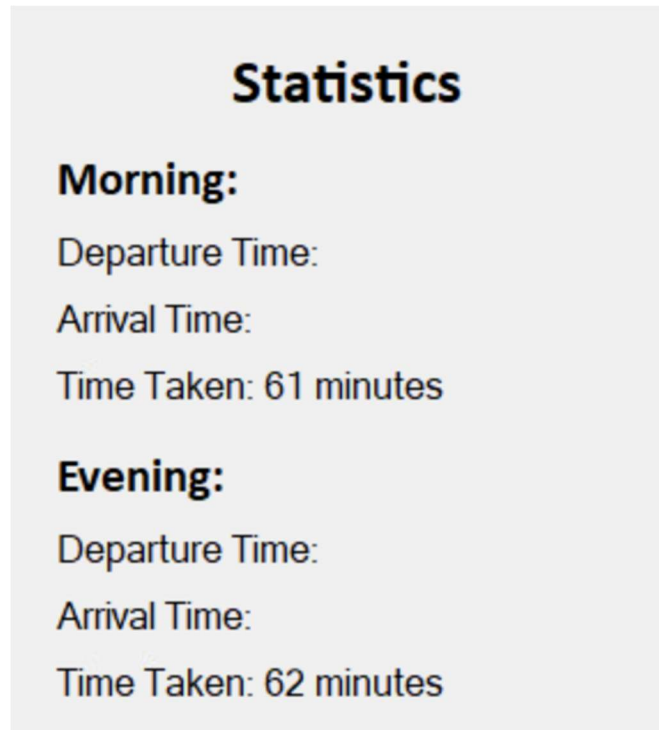 Statistics
Morning:
Departure Time:
Arrival Time:
Time Taken: 61 minutes
Evening:
Departure Time:
Arrival Time:
Time Taken: 62 minutes